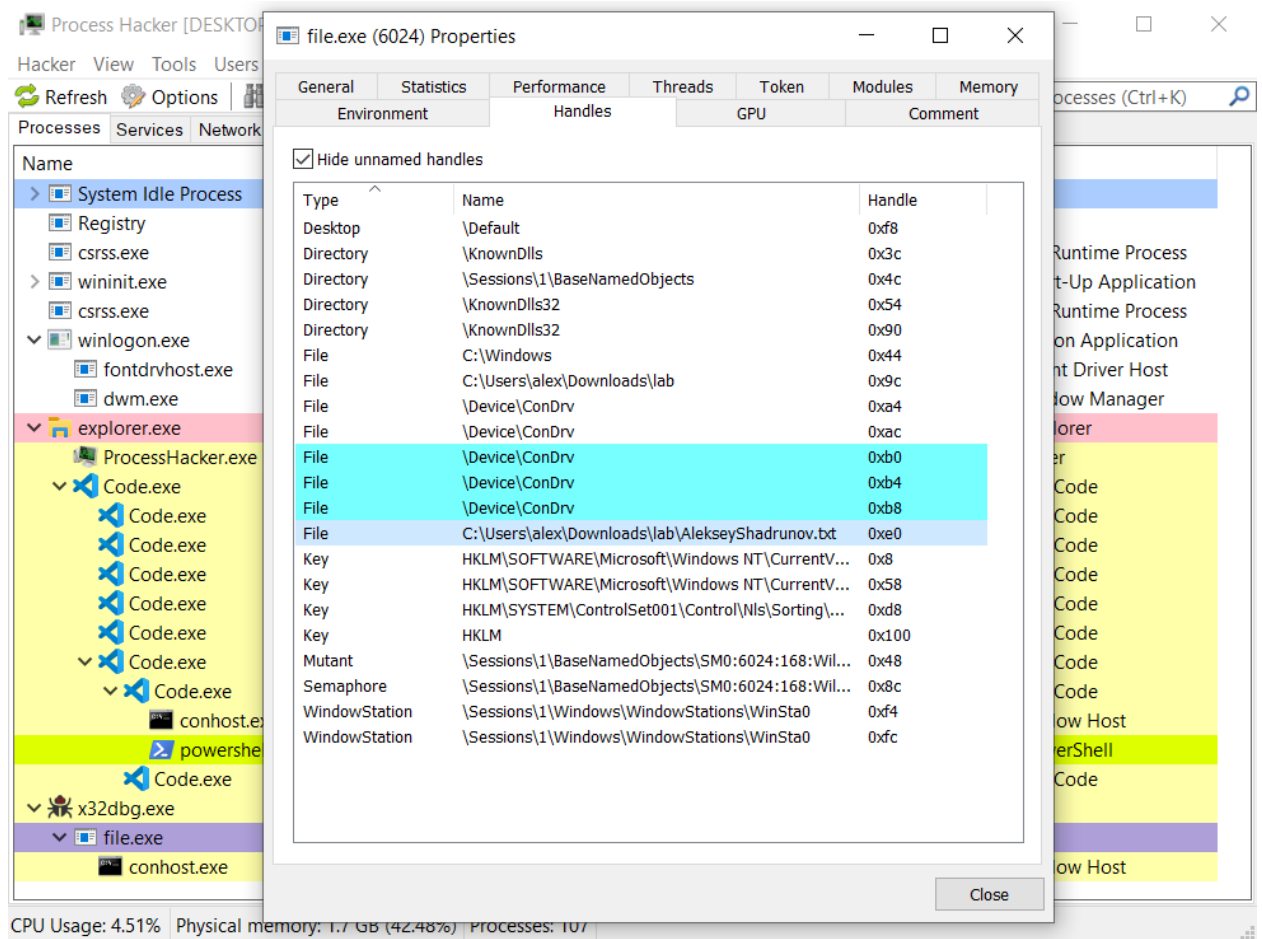 Process Hacker [DESKTOP
file.exe (6024) Properties
Hacker View Tools Users
Refresh Options
General Statistics Performance Threads Token Modules Memory
Environment Handles GPU Comment
ocesses (Ctrl+K)
Processes Services Network
Hide unnamed handles
Name
Type Name Handle
System Idle Process
Registry
csrss.exe
wininit.exe
csrss.exe
winlogon.exe
fontdrvhost.exe
dwm.exe
explorer.exe
ProcessHacker.exe
Code.exe
Code.exe
Code.exe
Code.exe
Code.exe
Code.exe
Code.exe
Code.exe
conhost.ex
powershe
Code.exe
x32dbg.exe
file.exe
conhost.exe
Desktop \Default 0xf8
Directory \KnownDlls 0x3c
Directory \Sessions\1\BaseNamedObjects 0x4c
Directory \KnownDlls32 0x54
Directory \KnownDlls32 0x90
File C:\Windows 0x44
File C:\Users\alex\Downloads\lab 0x9c
File \Device\ConDrv 0xa4
File \Device\ConDrv 0xac
File \Device\ConDrv 0xb0
File \Device\ConDrv 0xb4
File \Device\ConDrv 0xb8
File C:\Users\alex\Downloads\lab\AlekseyShadrunov.txt 0xe0
Key HKLM\SOFTWARE\Microsoft\Windows NT\CurrentV... 0x8
Key HKLM\SOFTWARE\Microsoft\Windows NT\CurrentV... 0x58
Key HKLM\SYSTEM\ControlSet001\Control\Nls\Sorting\... 0xd8
Key HKLM 0x100
Mutant \Sessions\1\BaseNamedObjects\SM0:6024:168:Wil... 0x48
Semaphore \Sessions\1\BaseNamedObjects\SM0:6024:168:Wil... 0x8c
WindowStation \Sessions\1\Windows\WindowStations\WinSta0 0xf4
WindowStation \Sessions\1\Windows\WindowStations\WinSta0 0xfc
Runtime Process
t-Up Application
Runtime Process
on Application
nt Driver Host
dow Manager
lorer
er
Code
Code
Code
Code
Code
Code
Code
Code
ow Host
erShell
Code
ow Host
Close
CPU Usage: 4.51% Physical memory: 1.7 GB (42.48%) Processes: 107